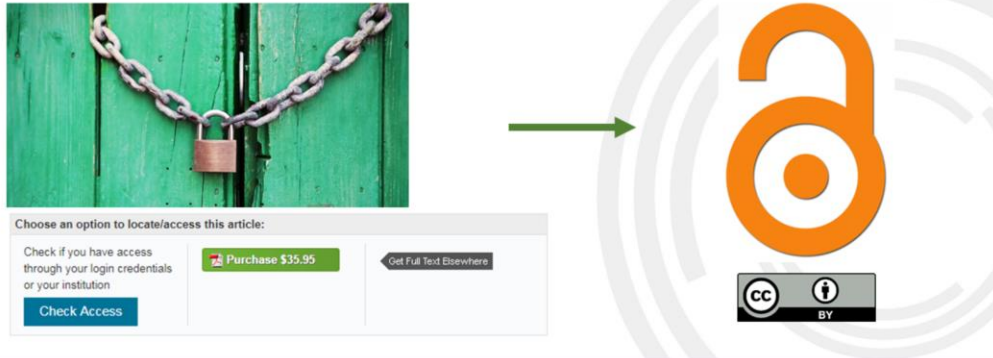 Choose an option to locate/access this article:
Check if you have access
through your login credentials
or your institution
Check Access
Purchase $35.95
Get Full Text Elsewhere
CC
BY